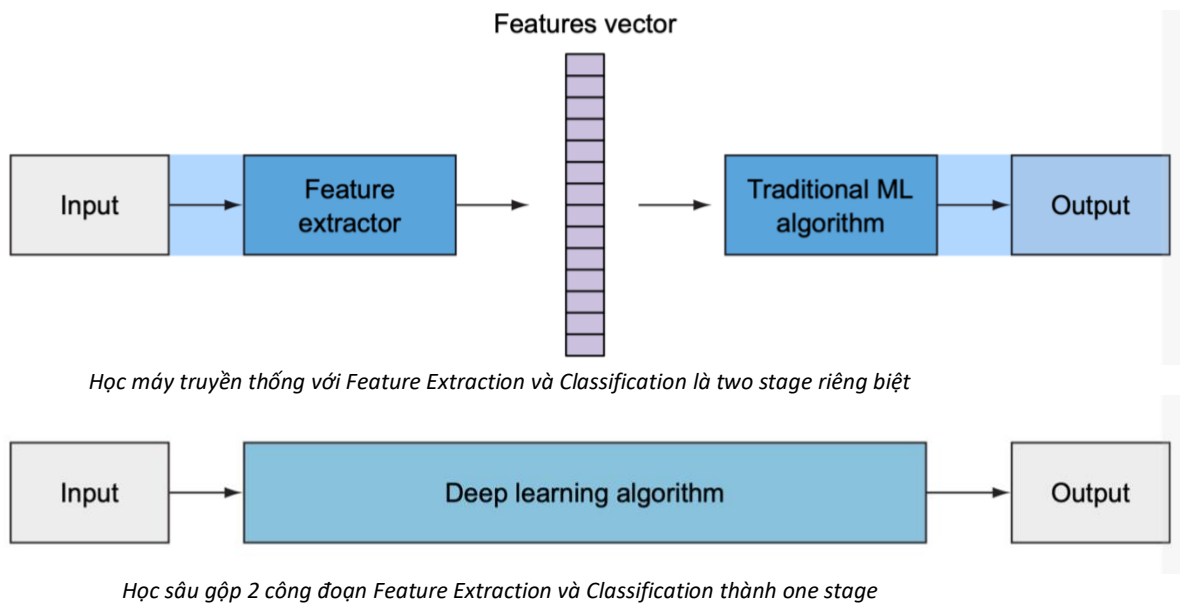 Features vector
Input
Feature
extractor
Traditional ML
algorithm
Output
Học máy truyền thống với Feature Extraction và Classification là two stage riêng biệt
Input
Deep learning algorithm
Output
Học sâu gộp 2 công đoạn Feature Extraction và Classification thành one stage